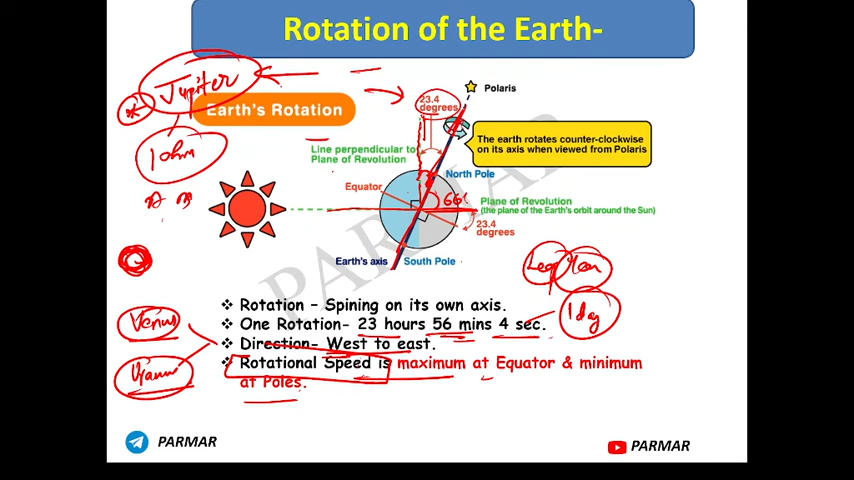 Rotation of the Earth-
Jupiter
Earth's Rotation
23.4
degrees
Polaris
Line perpendicular to
Plane of Revolution
The earth rotates counter-clockwise
on its axis when viewed from Polaris
North Pole
Equator
66
Plane of Revolution
(the plane of the Earth's orbit around the Sun)
23.4
degrees
Earth's axis
South Pole
PARMAR
Leap
Venus
Uranus
1 day
❖ Rotation – Spining on its own axis.
❖ One Rotation- 23 hours 56 mins 4 sec.
❖ Direction- West to east.
❖ Rotational Speed is maximum at Equator & minimum
at Poles.
PARMAR
PARMAR